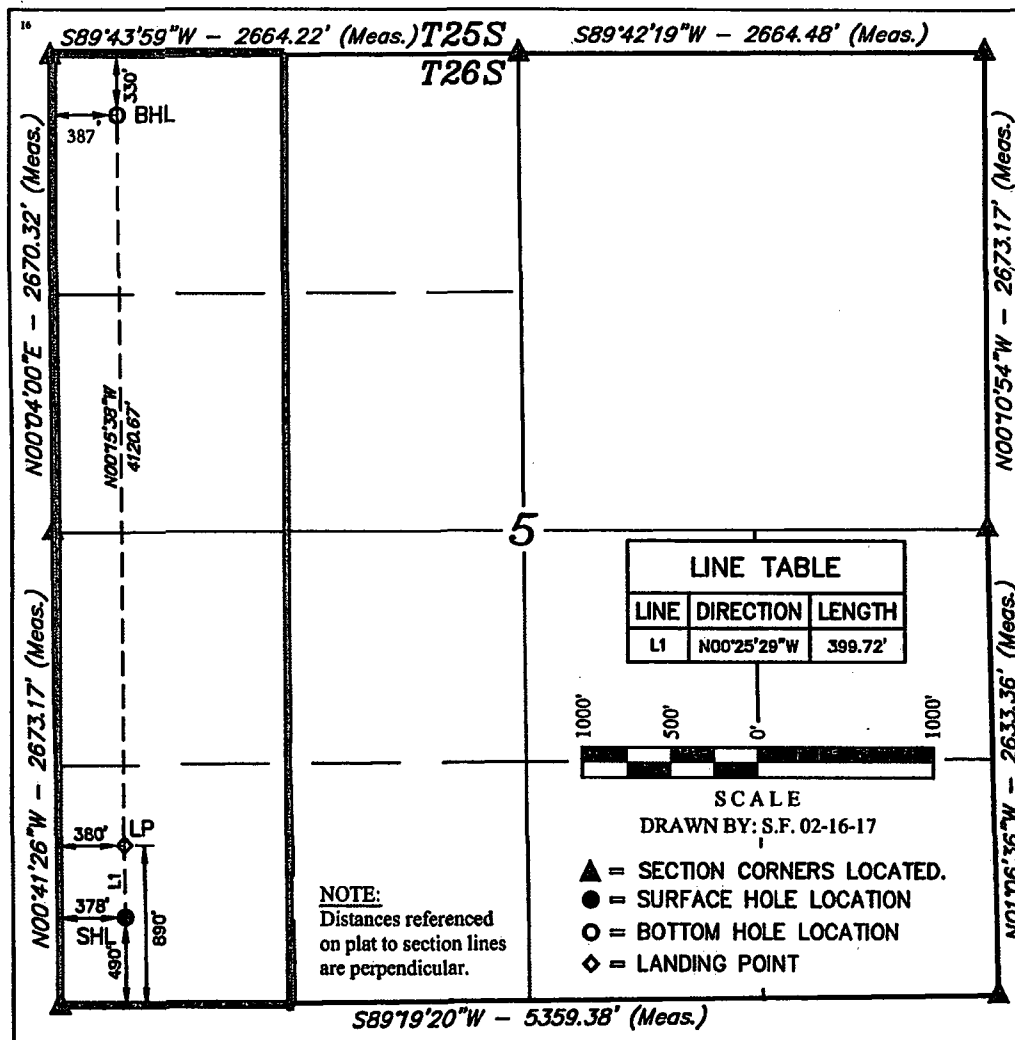 16
S89°43'59"W – 2664.22' (Meas.)
T25S
T26S
S89°42'19"W – 2664.48' (Meas.)
330'
BHL
387'
N00°04'00"E – 2670.32' (Meas.)
N00°10'54"W – 2673.17' (Meas.)
N00°15'38"W
4120.67'
5
LINE TABLE
LINE DIRECTION LENGTH
L1 N00°25'29"W 399.72'
N00°41'26"W – 2673.17' (Meas.)
N01°06'36"W – 2633.36' (Meas.)
1000' 500' 0' 1000'
SCALE
DRAWN BY: S.F. 02-16-17
380'
LP
L1
378'
SHL
490'
890'
NOTE:
Distances referenced
on plat to section lines
are perpendicular.
▲ = SECTION CORNERS LOCATED.
● = SURFACE HOLE LOCATION
○ = BOTTOM HOLE LOCATION
◇ = LANDING POINT
S89°19'20"W – 5359.38' (Meas.)